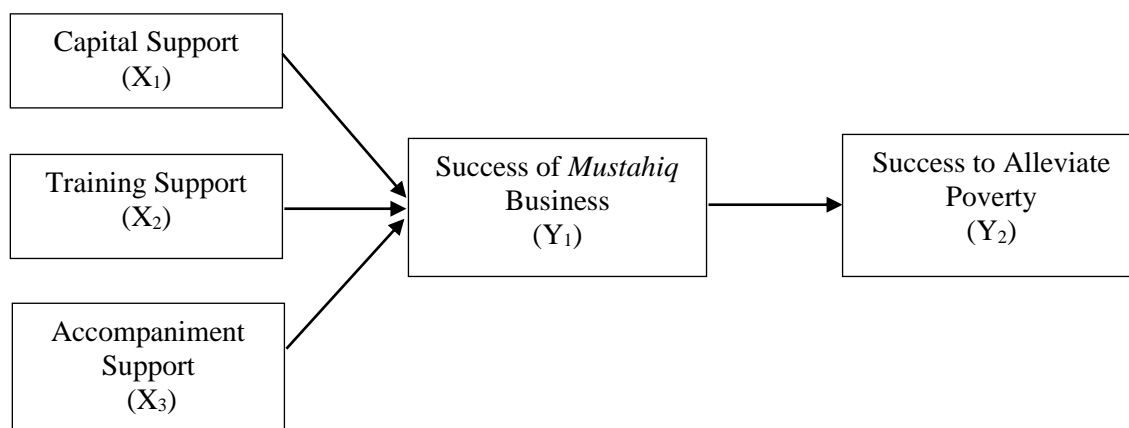 Capital Support
(X₁)
Training Support
(X₂)
Accompaniment
Support
(X₃)
Success of Mustahiq
Business
(Y₁)
Success to Alleviate
Poverty
(Y₂)